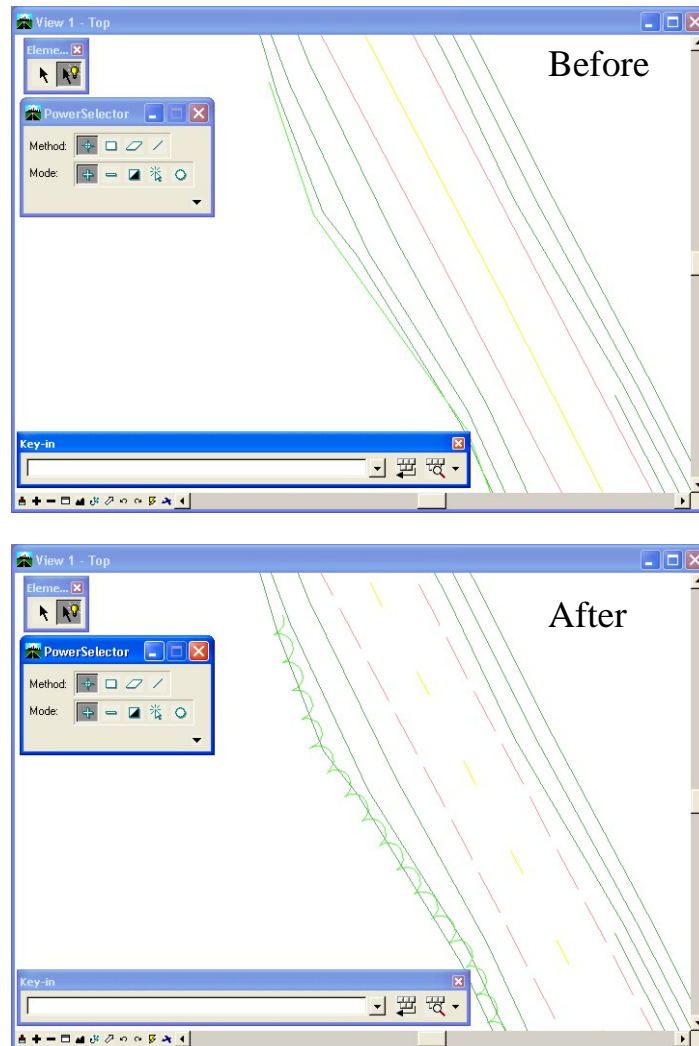 View 1 - Top
Before
Eleme...
PowerSelector
Method:
Mode:
Key-in
View 1 - Top
After
Eleme...
PowerSelector
Method:
Mode:
Key-in